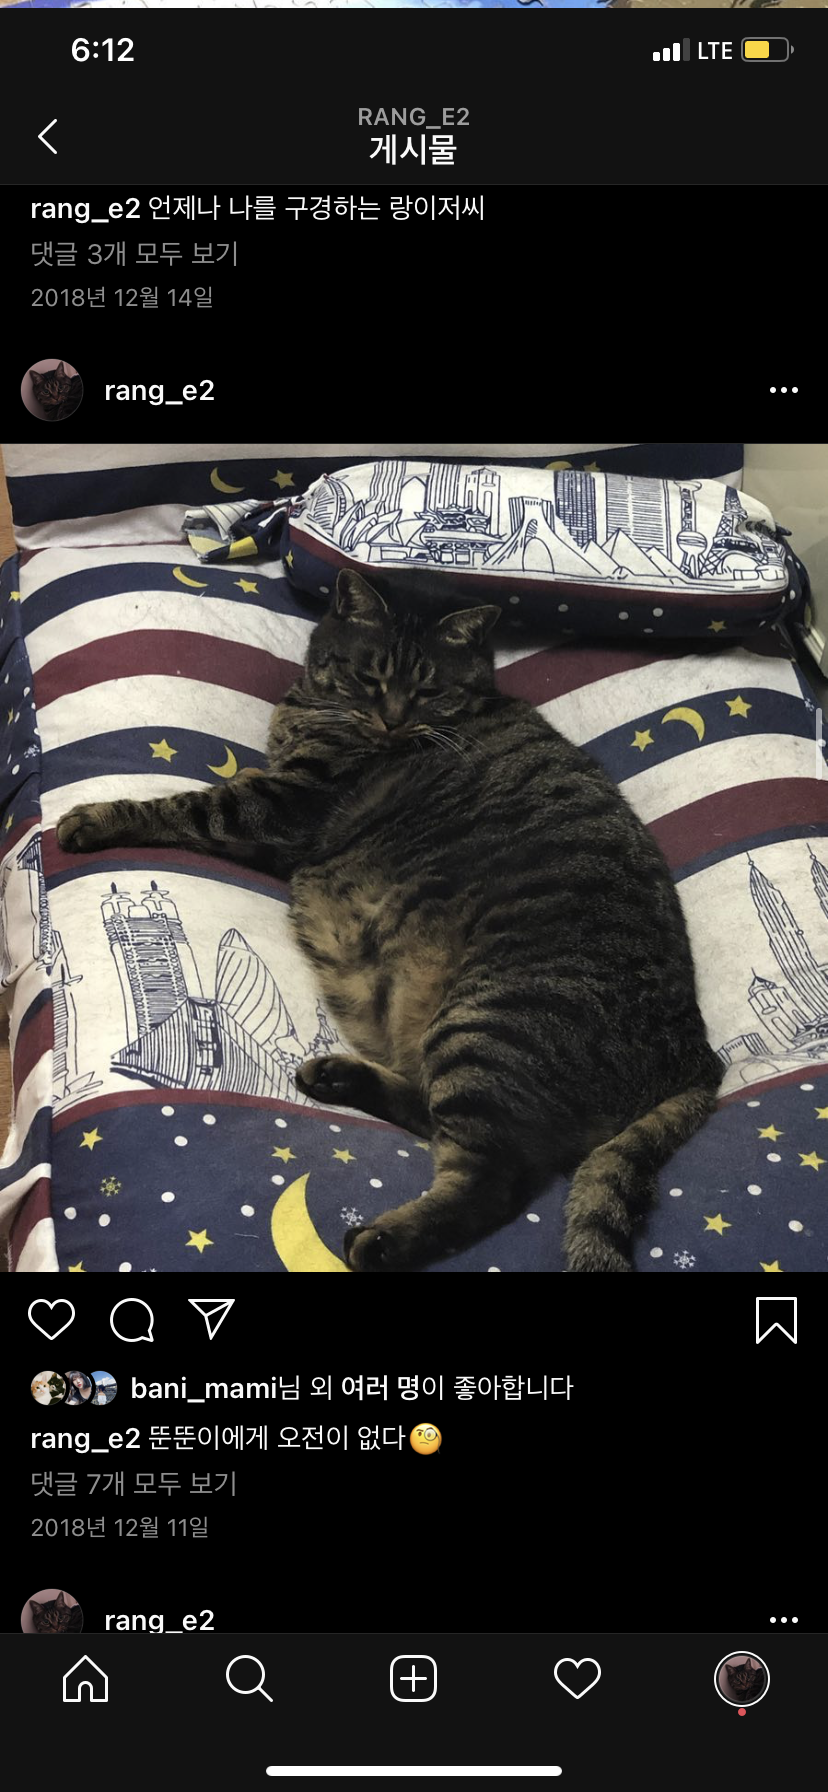 6:12
LTE
RANG_E2
게시물
rang_e2 언제나 나를 구경하는 랑이저씨
댓글 3개 모두 보기
2018년 12월 14일
rang_e2
bani_mami님 외 여러 명이 좋아합니다
rang_e2 뚠뚠이에게 오전이 없다🧐
댓글 7개 모두 보기
2018년 12월 11일
rang_e2